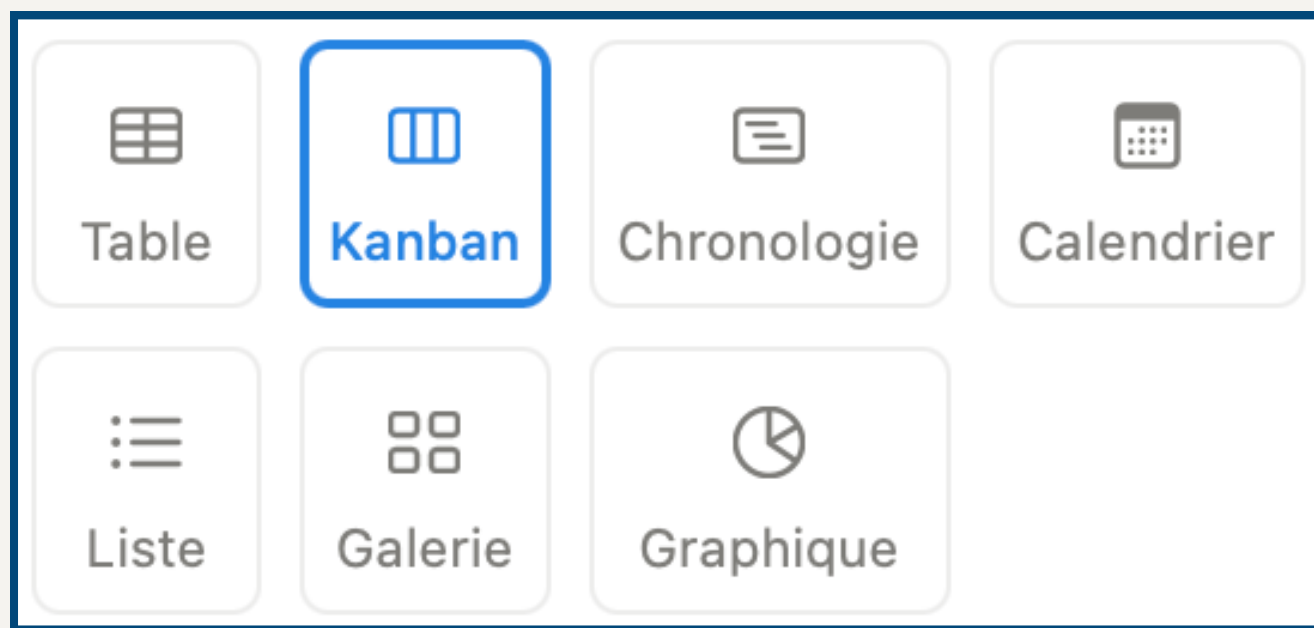 Table
Kanban
Chronologie
Calendrier
Liste
Galerie
Graphique